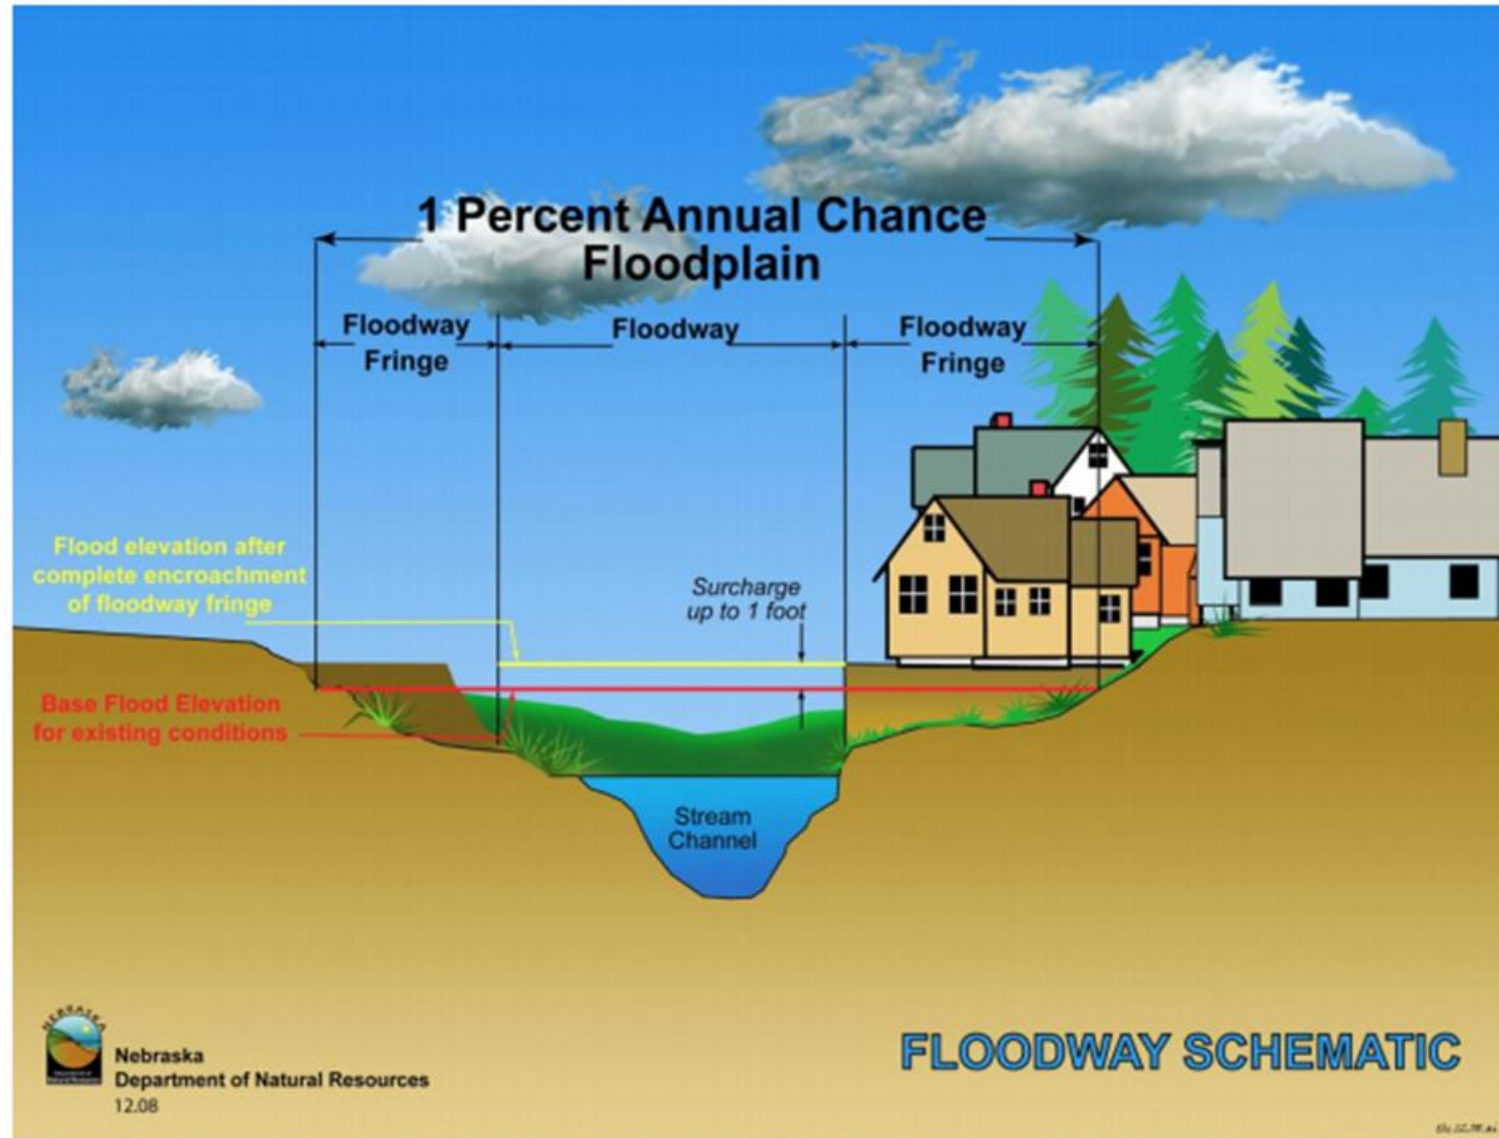 1 Percent Annual Chance
Floodplain
Floodway
Fringe
Floodway
Floodway
Fringe
Flood elevation after
complete encroachment
of floodway fringe
Surcharge
up to 1 foot
Base Flood Elevation
for existing conditions
Stream
Channel
NEBRASKA
Nebraska
Department of Natural Resources
12.08
FLOODWAY SCHEMATIC